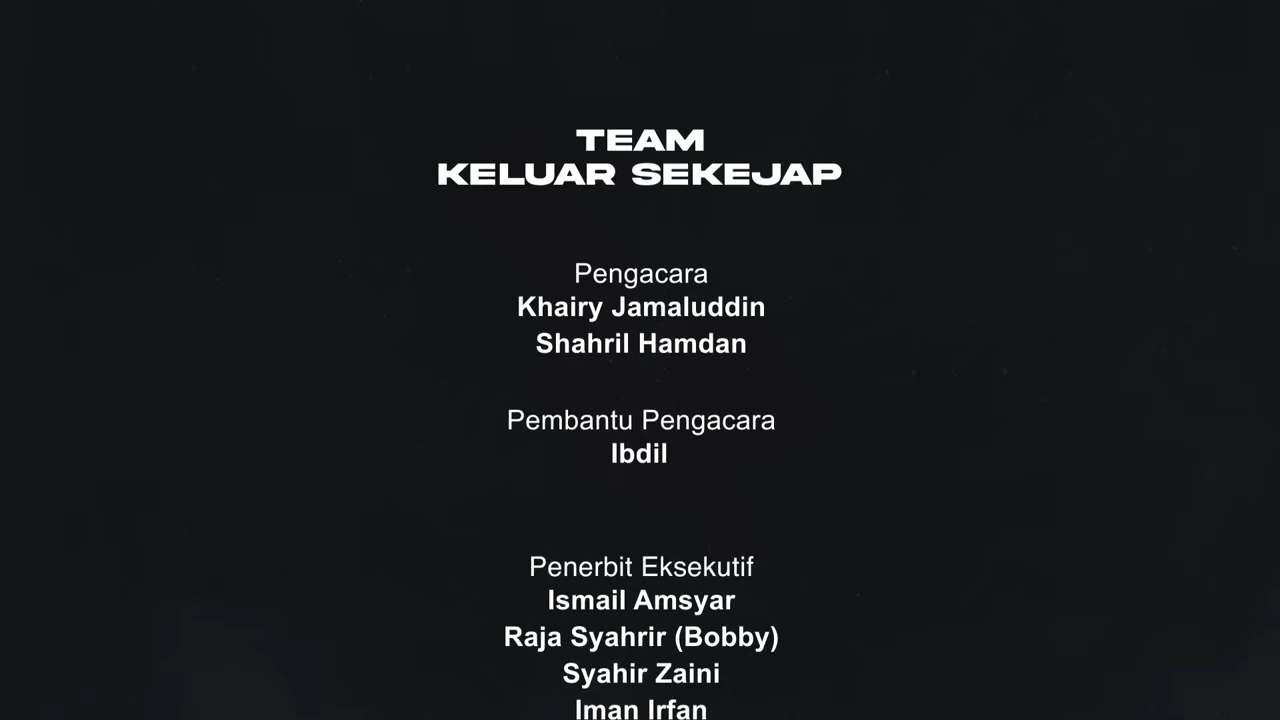 TEAM
KELUAR SEKEJAP
Pengacara
Khairy Jamaluddin
Shahril Hamdan
Pembantu Pengacara
Ibdil
Penerbit Eksekutif
Ismail Amsyar
Raja Syahrir (Bobby)
Syahir Zaini
Iman Irfan